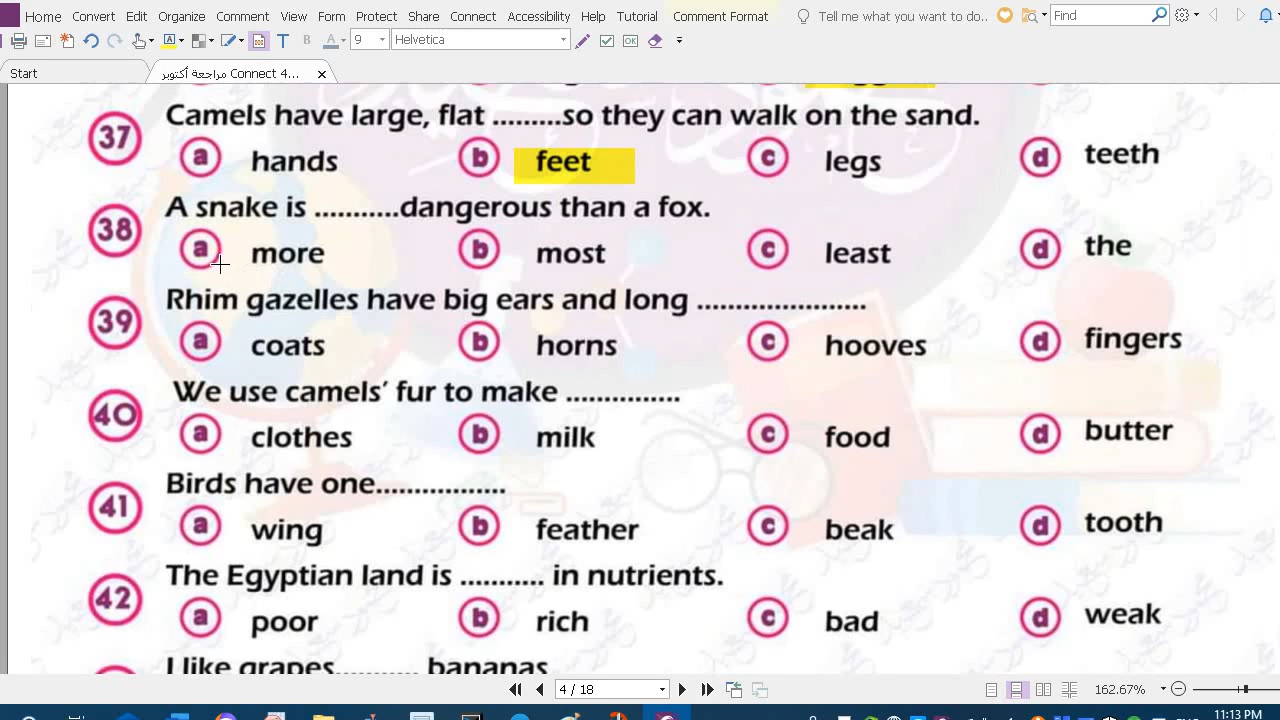 Home Convert Edit Organize Comment View Form Protect Share Connect Accessibility Help Tutorial Comment Format Tell me what you want to do.. Find
B A 9 Helvetica OK
Start مراجعة أكتوبر Connect 4...
37 Camels have large, flat .........so they can walk on the sand.
a hands b feet c legs d teeth
38 A snake is ...........dangerous than a fox.
a more b most c least d the
39 Rhim gazelles have big ears and long ......................
a coats b horns c hooves d fingers
40 We use camels’ fur to make ...............
a clothes b milk c food d butter
41 Birds have one.................
a wing b feather c beak d tooth
42 The Egyptian land is ........... in nutrients.
a poor b rich c bad d weak
I like grapes........... bananas
4 / 18 162.67%
11:13 PM